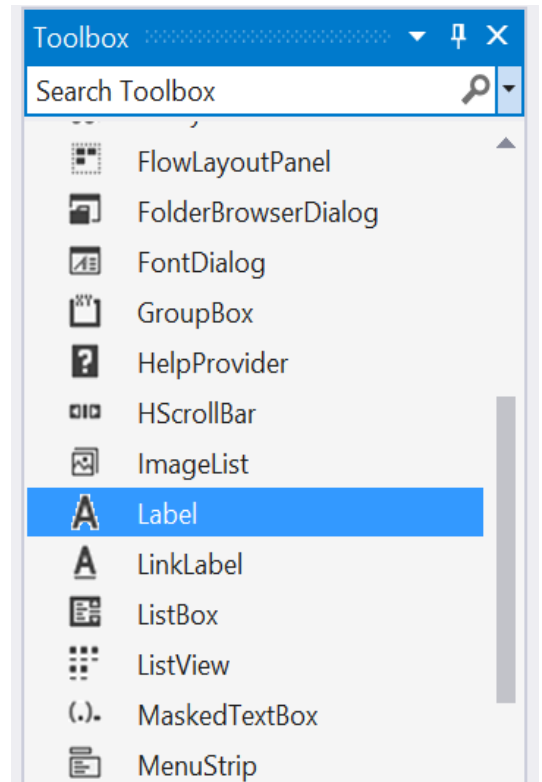 Toolbox
Search Toolbox
FlowLayoutPanel
FolderBrowserDialog
FontDialog
GroupBox
HelpProvider
HScrollBar
ImageList
Label
LinkLabel
ListBox
ListView
MaskedTextBox
MenuStrip